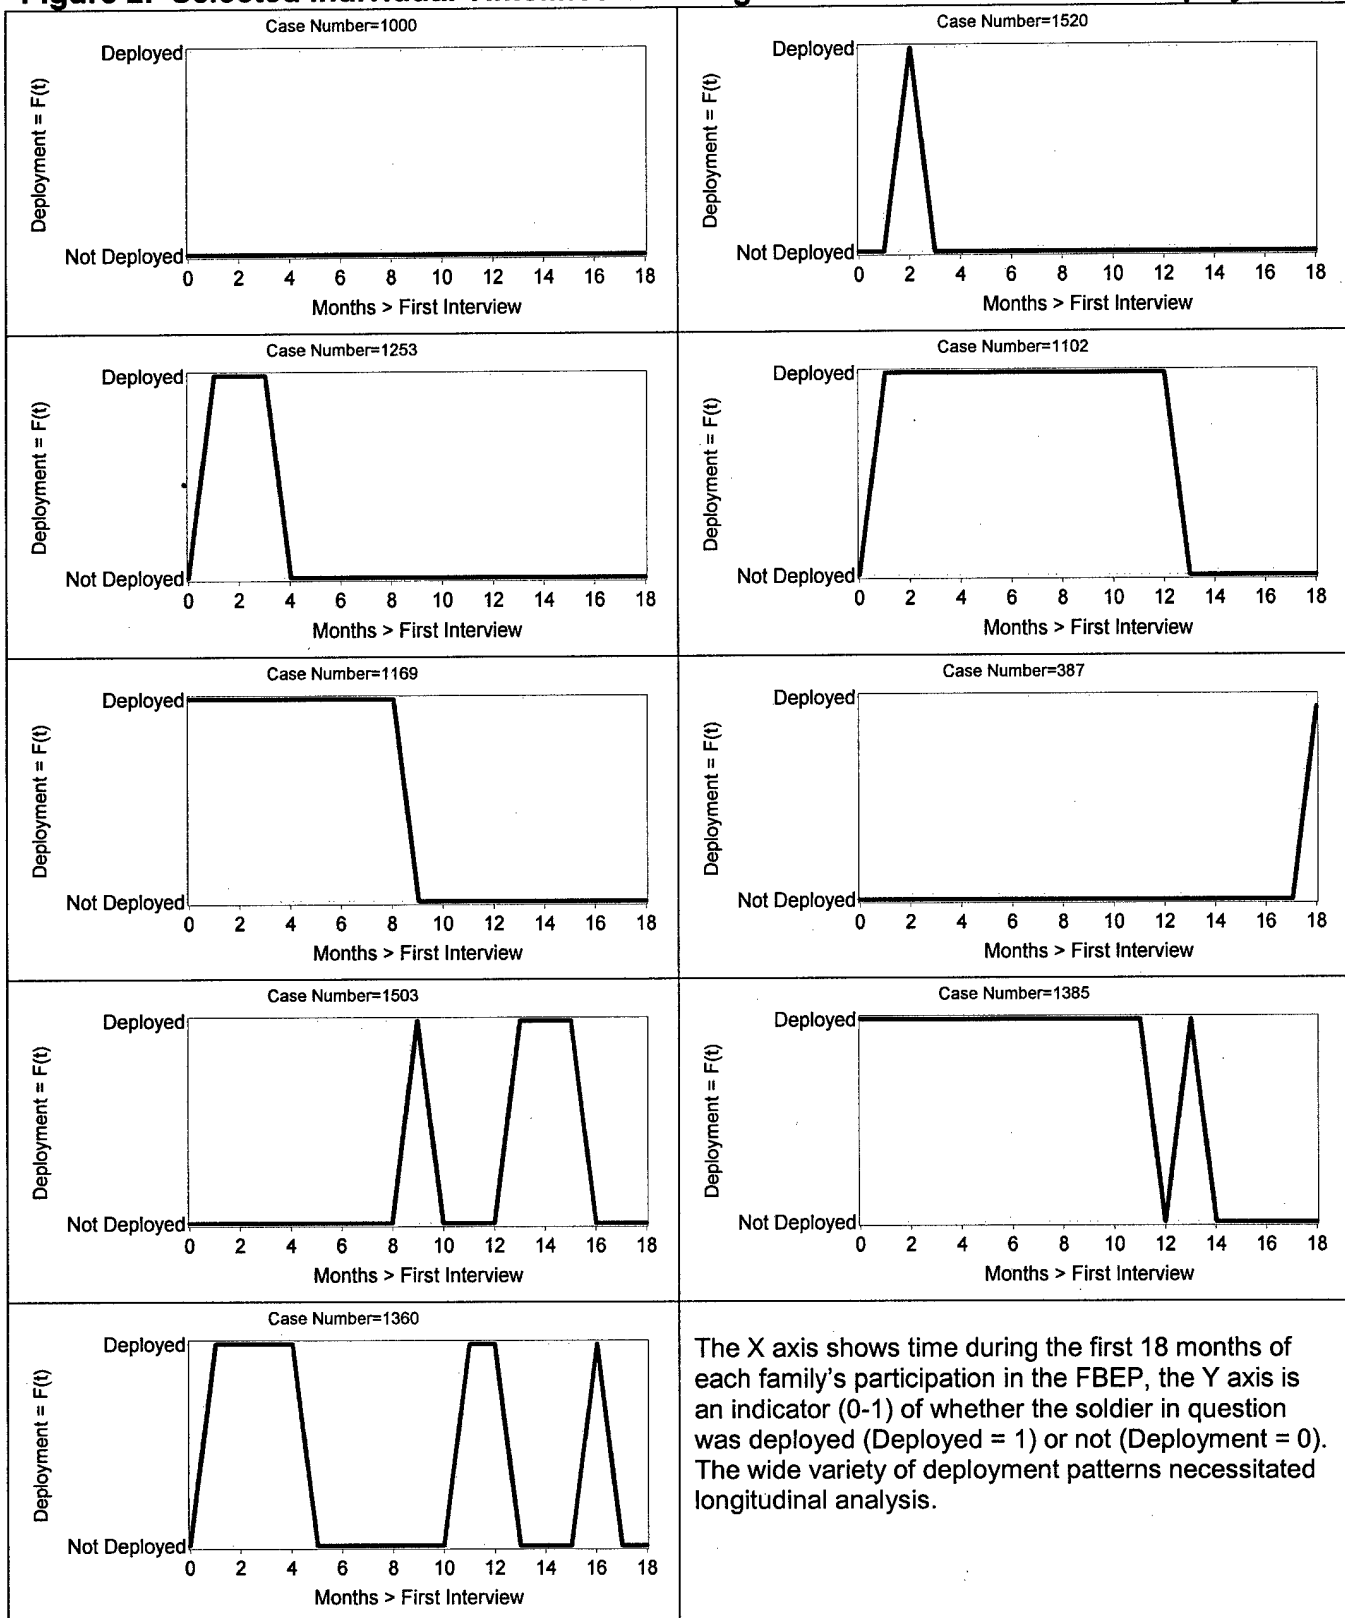 Case Number=1000
Deployed
Deployment = F(t)
Not Deployed
0 2 4 6 8 10 12 14 16 18
Months > First Interview
Case Number=1520
Deployed
Deployment = F(t)
Not Deployed
0 2 4 6 8 10 12 14 16 18
Months > First Interview
Case Number=1253
Deployed
Deployment = F(t)
Not Deployed
0 2 4 6 8 10 12 14 16 18
Months > First Interview
Case Number=1102
Deployed
Deployment = F(t)
Not Deployed
0 2 4 6 8 10 12 14 16 18
Months > First Interview
Case Number=1169
Deployed
Deployment = F(t)
Not Deployed
0 2 4 6 8 10 12 14 16 18
Months > First Interview
Case Number=387
Deployed
Deployment = F(t)
Not Deployed
0 2 4 6 8 10 12 14 16 18
Months > First Interview
Case Number=1503
Deployed
Deployment = F(t)
Not Deployed
0 2 4 6 8 10 12 14 16 18
Months > First Interview
Case Number=1385
Deployed
Deployment = F(t)
Not Deployed
0 2 4 6 8 10 12 14 16 18
Months > First Interview
Case Number=1360
Deployed
Deployment = F(t)
Not Deployed
0 2 4 6 8 10 12 14 16 18
Months > First Interview
The X axis shows time during the first 18 months of
each family's participation in the FBEP, the Y axis is
an indicator (0-1) of whether the soldier in question
was deployed (Deployed = 1) or not (Deployment = 0).
The wide variety of deployment patterns necessitated
longitudinal analysis.